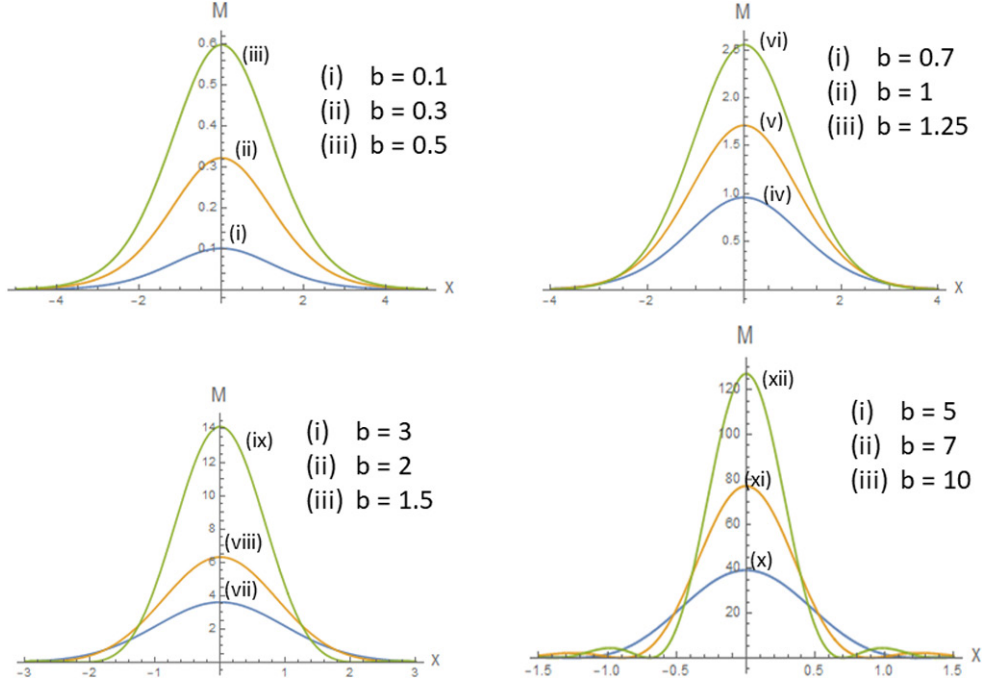 M
0.6
0.5
0.4
0.3
0.2
0.1
-4
-2
2
4
X
(iii)
(ii)
(i)
(i) b = 0.1
(ii) b = 0.3
(iii) b = 0.5
M
2.5
2.0
1.5
1.0
0.5
-4
-2
2
4
X
(vi)
(v)
(iv)
(i) b = 0.7
(ii) b = 1
(iii) b = 1.25
M
14
12
10
8
6
4
2
-3
-2
-1
1
2
3
X
(ix)
(viii)
(vii)
(i) b = 3
(ii) b = 2
(iii) b = 1.5
M
120
100
80
60
40
20
-1.5
-1.0
-0.5
0.5
1.0
1.5
X
(xii)
(xi)
(x)
(i) b = 5
(ii) b = 7
(iii) b = 10